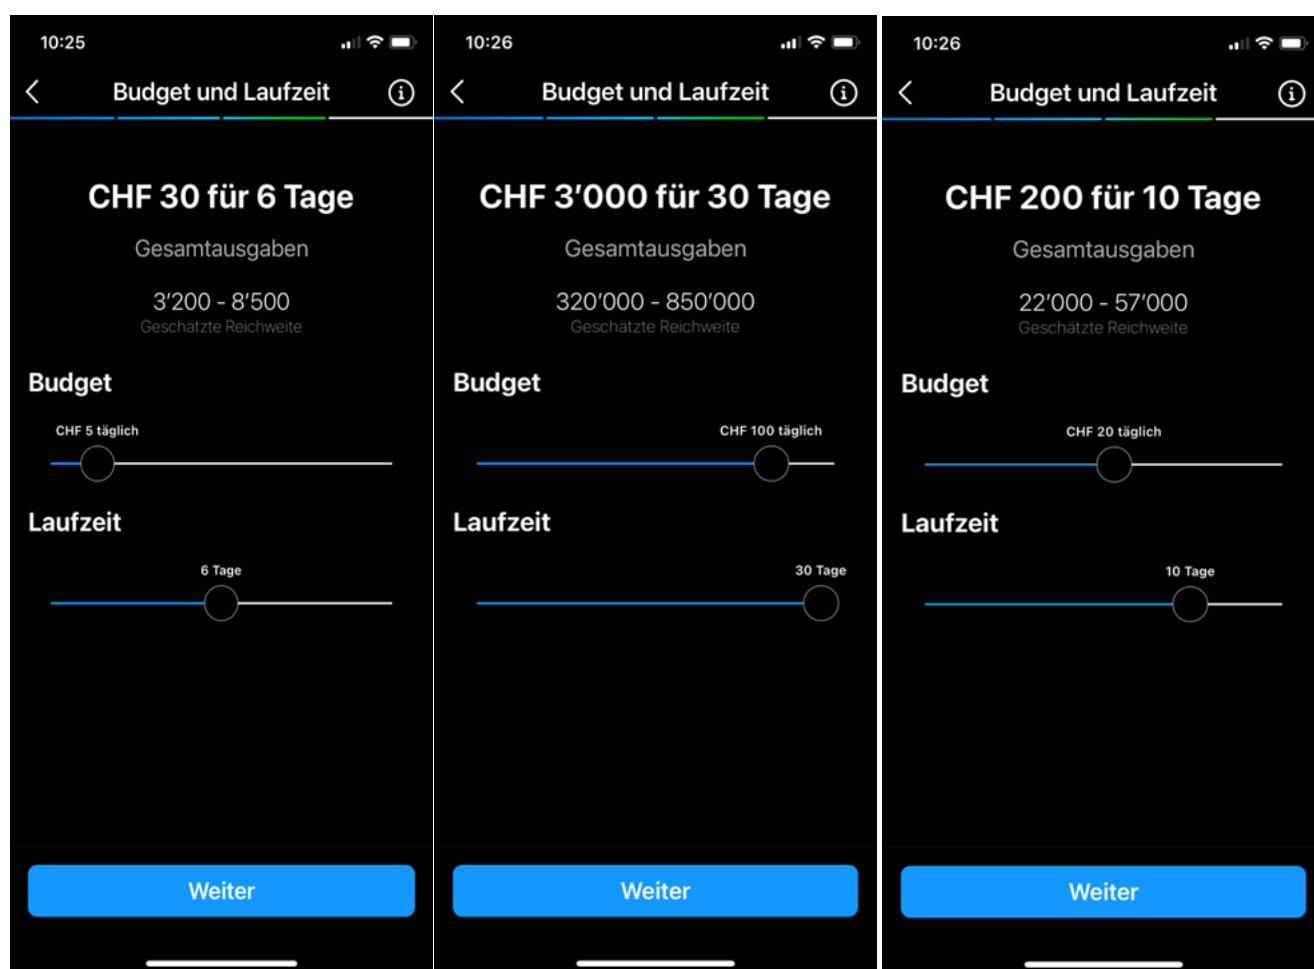 10:25
Budget und Laufzeit
CHF 30 für 6 Tage
Gesamtausgaben
3’200 – 8’500
Geschätzte Reichweite
Budget
CHF 5 täglich
Laufzeit
6 Tage
Weiter
10:26
Budget und Laufzeit
CHF 3’000 für 30 Tage
Gesamtausgaben
320’000 – 850’000
Geschätzte Reichweite
Budget
CHF 100 täglich
Laufzeit
30 Tage
Weiter
10:26
Budget und Laufzeit
CHF 200 für 10 Tage
Gesamtausgaben
22’000 – 57’000
Geschätzte Reichweite
Budget
CHF 20 täglich
Laufzeit
10 Tage
Weiter